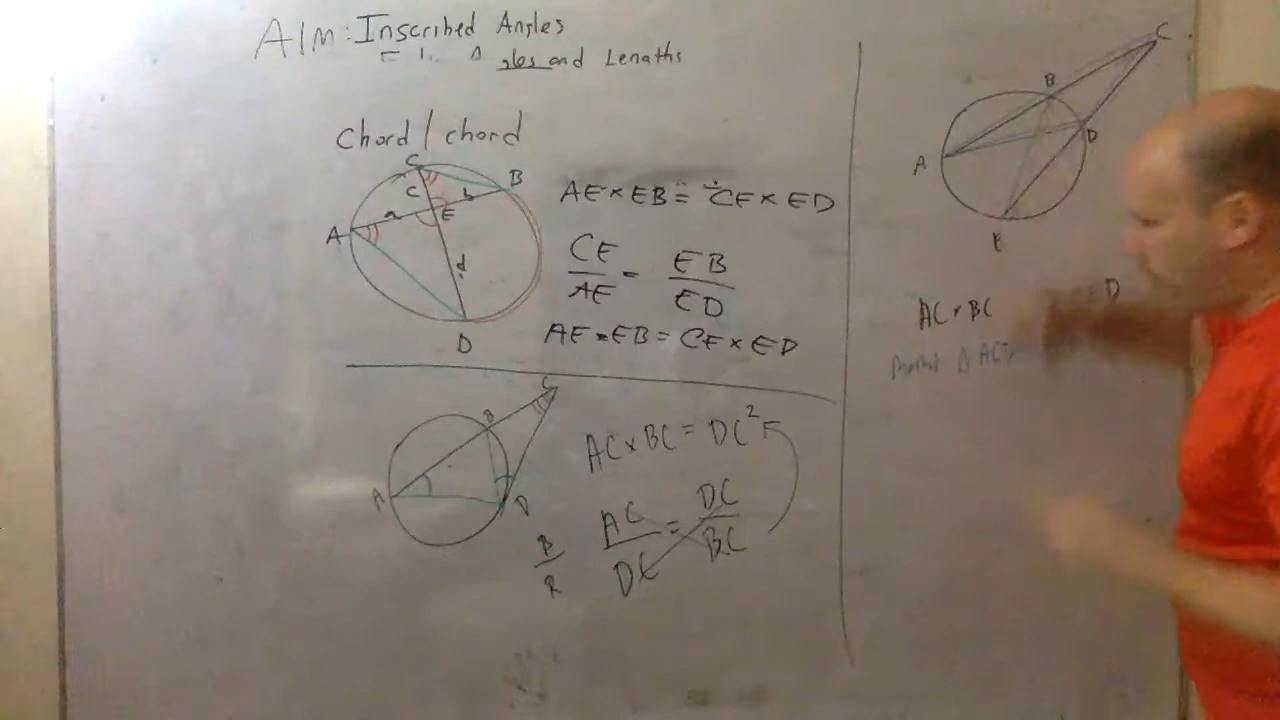 AIM: Inscribed Angles
and Lengths
Chord / chord
C
B
c
b
a
E
A
d
D
AE × EB = CE × ED
CE / AE = EB / ED
AE × EB = CE × ED
C
B
A
D
AC × BC = DC²
AC / DC = DC / BC
B / R
C
B
D
A
E
AC × BC
D